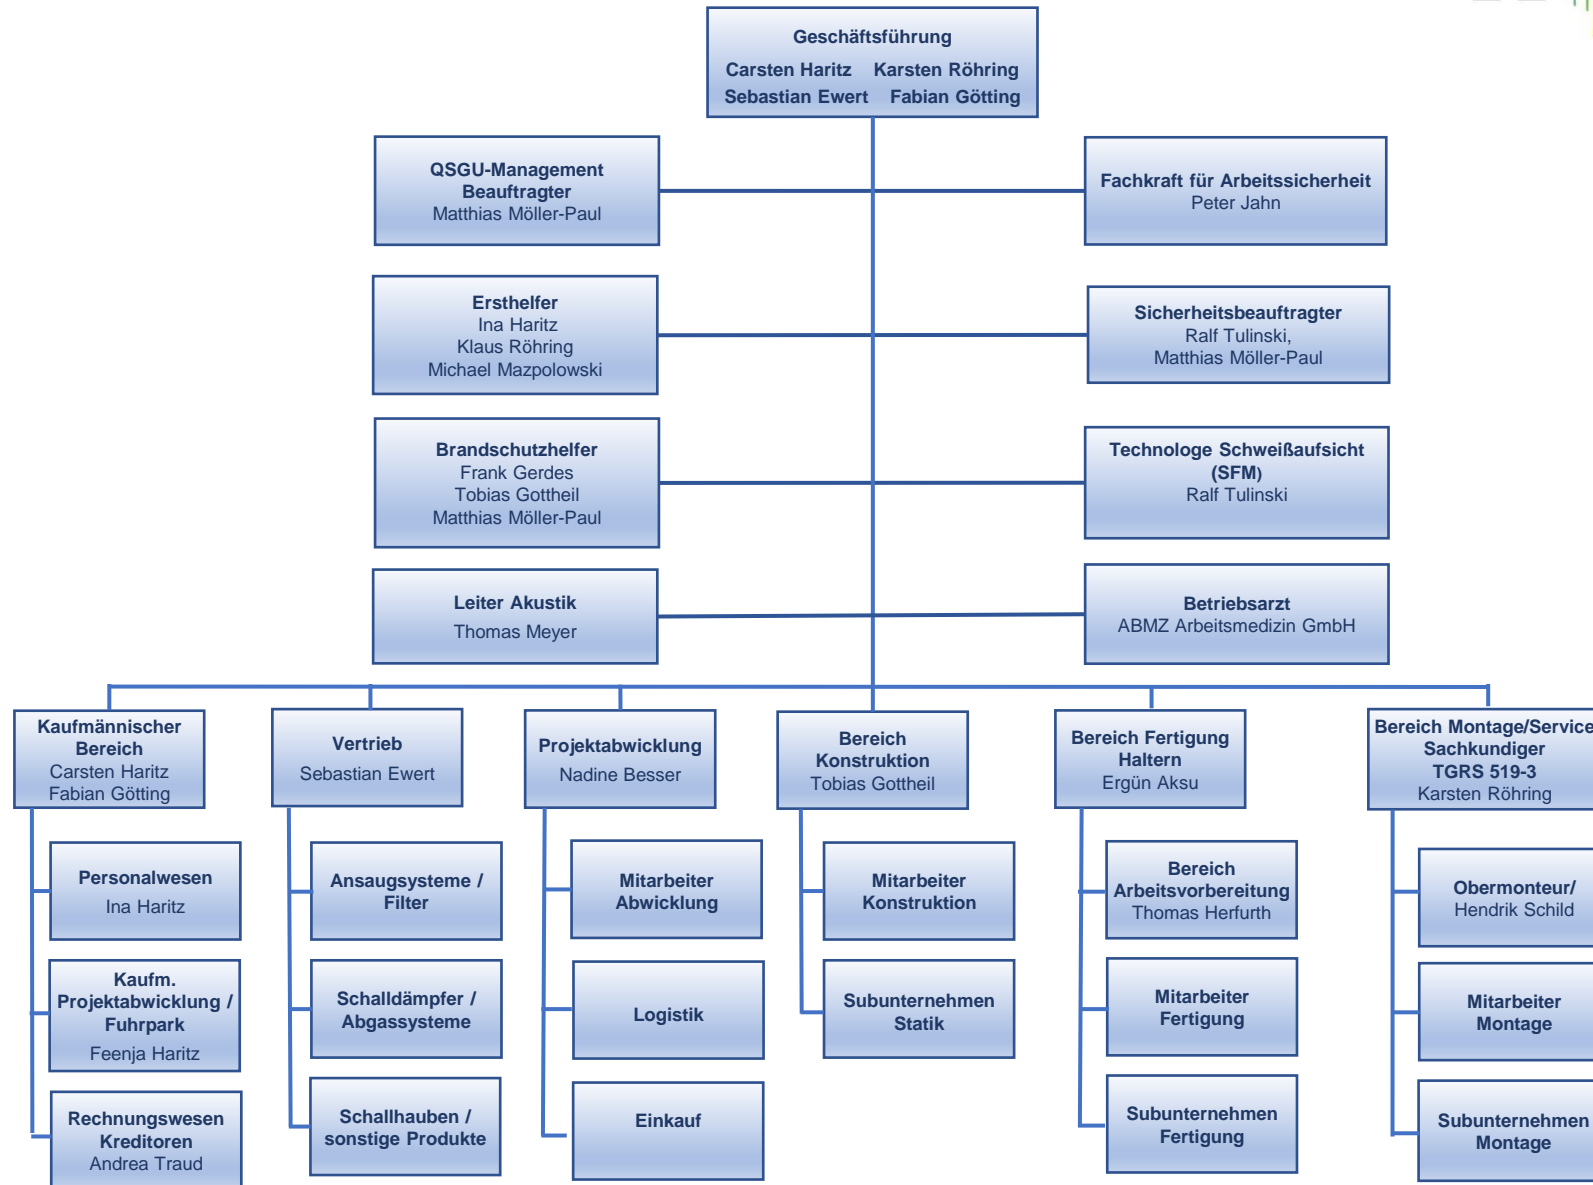 Geschäftsführung
Carsten Haritz Karsten Röhring
Sebastian Ewert Fabian Götting
QSGU-Management
Beauftragter
Matthias Möller-Paul
Fachkraft für Arbeitssicherheit
Peter Jahn
Ersthelfer
Ina Haritz
Klaus Röhring
Michael Mazpolowski
Sicherheitsbeauftragter
Ralf Tulinski,
Matthias Möller-Paul
Brandschutzhelfer
Frank Gerdes
Tobias Gottheil
Matthias Möller-Paul
Technologe Schweißaufsicht
(SFM)
Ralf Tulinski
Leiter Akustik
Thomas Meyer
Betriebsarzt
ABMZ Arbeitsmedizin GmbH
Kaufmännischer
Bereich
Carsten Haritz
Fabian Götting
Vertrieb
Sebastian Ewert
Projektabwicklung
Nadine Besser
Bereich
Konstruktion
Tobias Gottheil
Bereich Fertigung
Haltern
Ergün Aksu
Bereich Montage/Service
Sachkundiger
TGRS 519-3
Karsten Röhring
Personalwesen
Ina Haritz
Kaufm.
Projektabwicklung /
Fuhrpark
Feenja Haritz
Rechnungswesen
Kreditoren
Andrea Traud
Ansaugsysteme /
Filter
Schalldämpfer /
Abgassysteme
Schallhauben /
sonstige Produkte
Mitarbeiter
Abwicklung
Logistik
Einkauf
Mitarbeiter
Konstruktion
Subunternehmen
Statik
Bereich
Arbeitsvorbereitung
Thomas Herfurth
Mitarbeiter
Fertigung
Subunternehmen
Fertigung
Obermonteur/
Hendrik Schild
Mitarbeiter
Montage
Subunternehmen
Montage